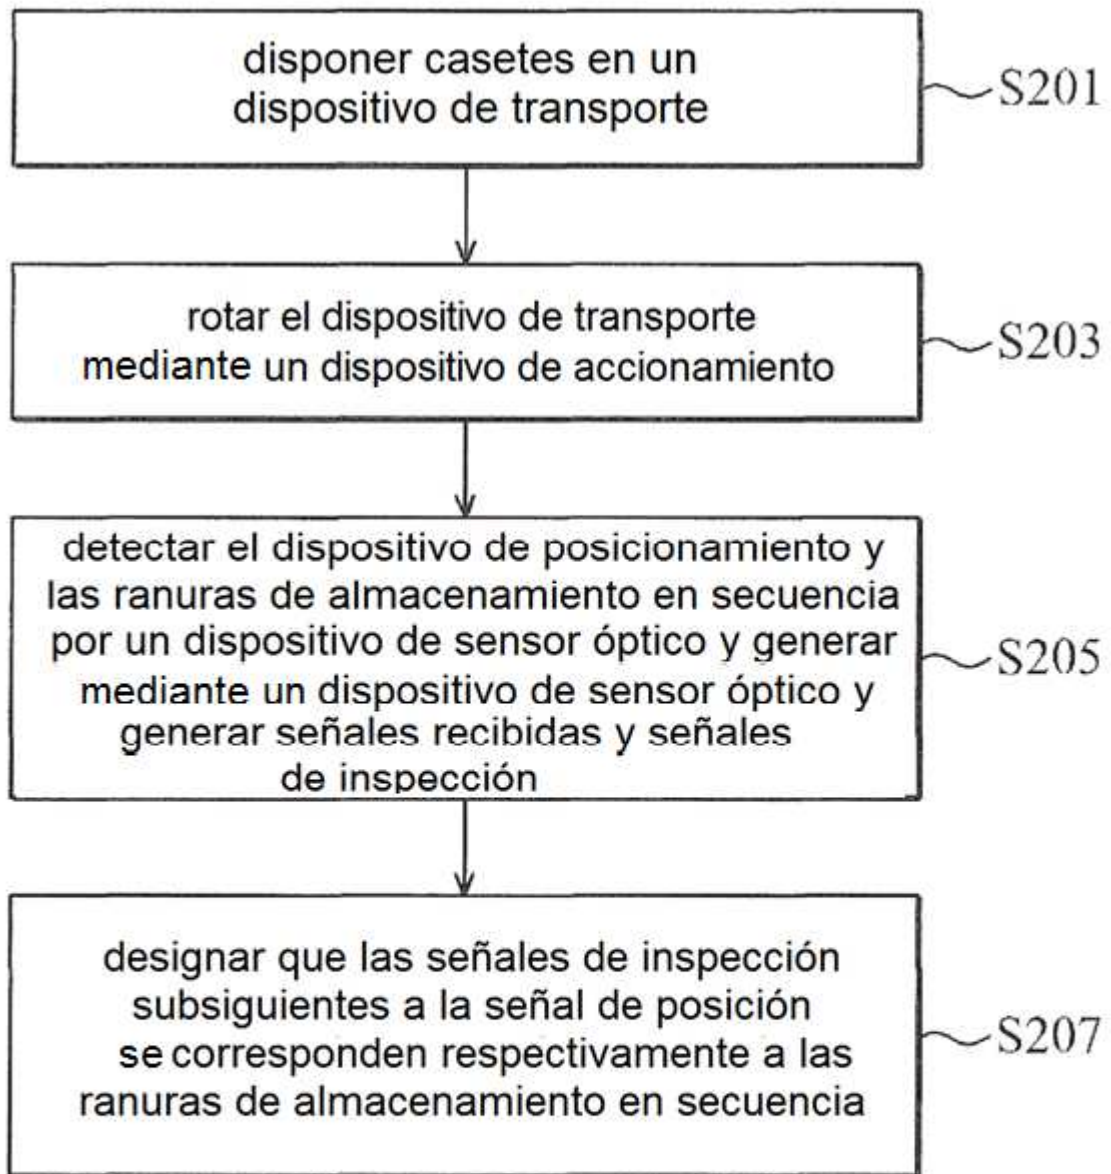 disponer casetes en un
dispositivo de transporte
S201
rotar el dispositivo de transporte
mediante un dispositivo de accionamiento
S203
detectar el dispositivo de posicionamiento y
las ranuras de almacenamiento en secuencia
por un dispositivo de sensor óptico y generar
mediante un dispositivo de sensor óptico y
generar señales recibidas y señales
de inspección
S205
designar que las señales de inspección
subsiguientes a la señal de posición
se corresponden respectivamente a las
ranuras de almacenamiento en secuencia
S207